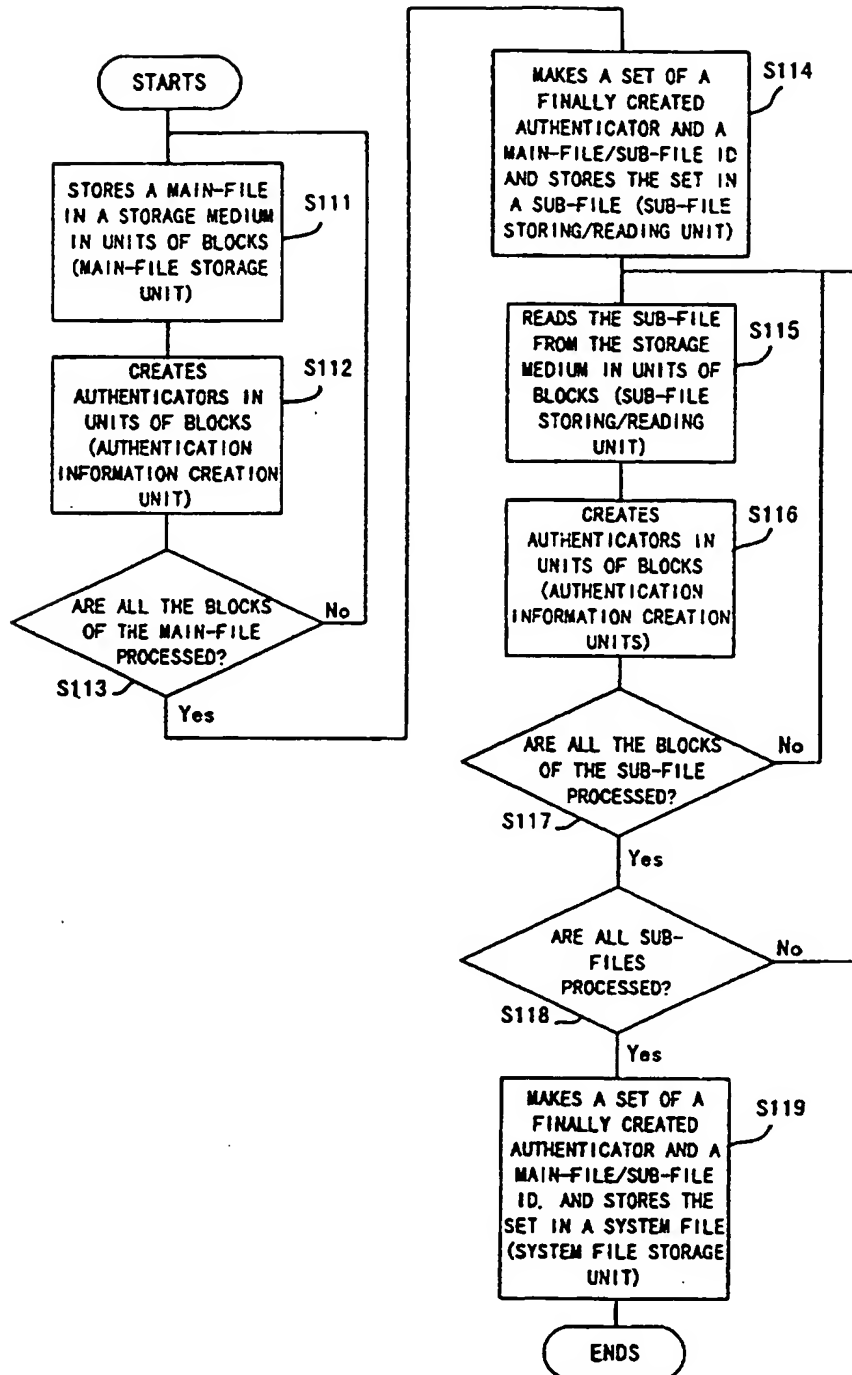 STARTS
STORES A MAIN-FILE
IN A STORAGE MEDIUM
IN UNITS OF BLOCKS
(MAIN-FILE STORAGE
UNIT)
S111
CREATES
AUTHENTICATORS IN
UNITS OF BLOCKS
(AUTHENTICATION
INFORMATION CREATION
UNIT)
S112
ARE ALL THE BLOCKS
OF THE MAIN-FILE
PROCESSED?
No
S113
Yes
MAKES A SET OF A
FINALLY CREATED
AUTHENTICATOR AND A
MAIN-FILE/SUB-FILE ID
AND STORES THE SET IN
A SUB-FILE (SUB-FILE
STORING/READING UNIT)
S114
READS THE SUB-FILE
FROM THE STORAGE
MEDIUM IN UNITS OF
BLOCKS (SUB-FILE
STORING/READING
UNIT)
S115
CREATES
AUTHENTICATORS IN
UNITS OF BLOCKS
(AUTHENTICATION
INFORMATION CREATION
UNITS)
S116
ARE ALL THE BLOCKS
OF THE SUB-FILE
PROCESSED?
No
S117
Yes
ARE ALL SUB-
FILES
PROCESSED?
No
S118
Yes
MAKES A SET OF A
FINALLY CREATED
AUTHENTICATOR AND A
MAIN-FILE/SUB-FILE
ID, AND STORES THE
SET IN A SYSTEM FILE
(SYSTEM FILE STORAGE
UNIT)
S119
ENDS